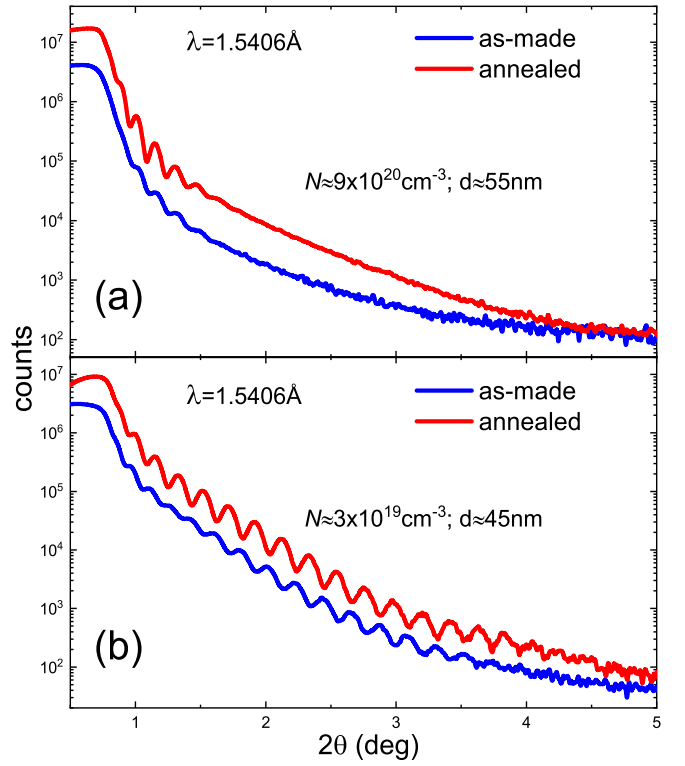 10⁷
λ=1.5406Å
as-made
annealed
10⁶
10⁵
N≈9x10²⁰cm⁻³; d≈55nm
10⁴
10³
(a)
10²
counts
10⁷
λ=1.5406Å
as-made
annealed
10⁶
10⁵
N≈3x10¹⁹cm⁻³; d≈45nm
10⁴
10³
(b)
10²
1 2 3 4 5
2θ (deg)